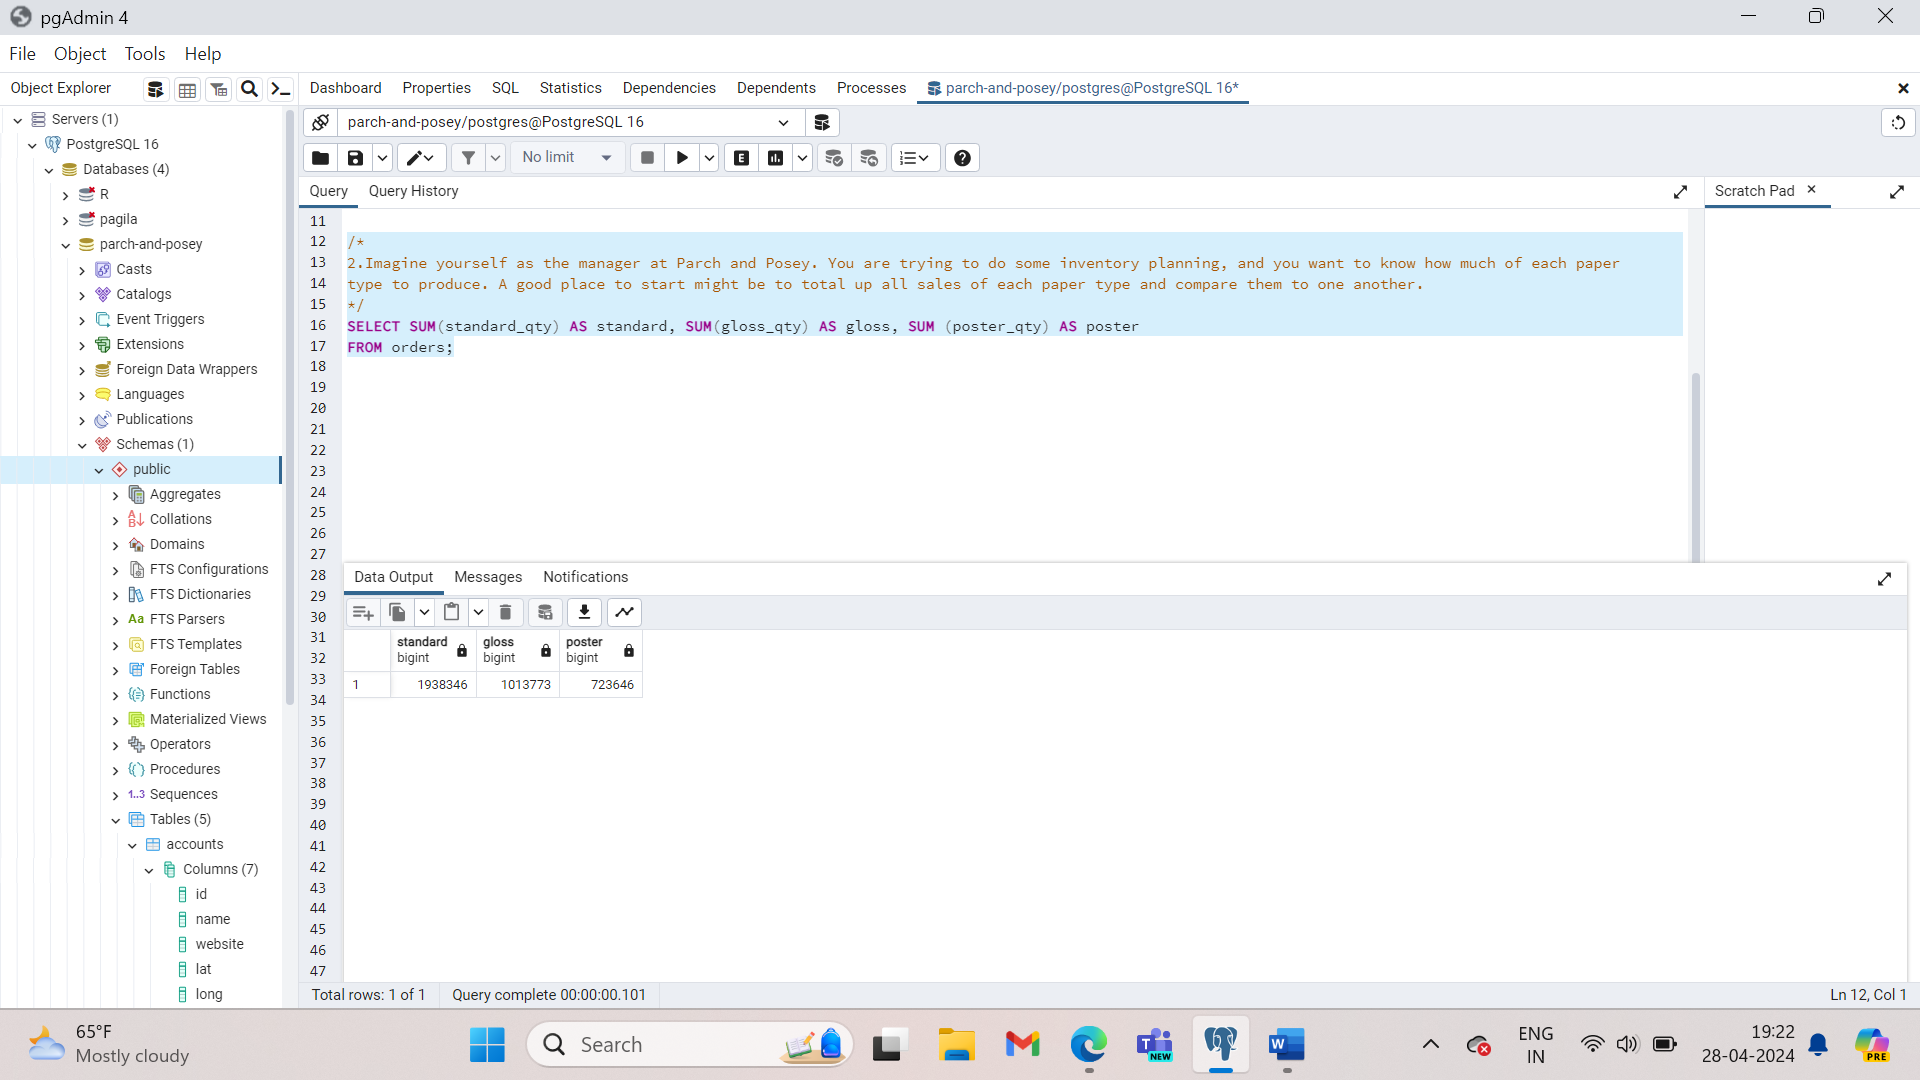 pgAdmin 4
File Object Tools Help
Object Explorer
Dashboard Properties SQL Statistics Dependencies Dependents Processes parch-and-posey/postgres@PostgreSQL 16*
Servers (1)
PostgreSQL 16
Databases (4)
R
pagila
parch-and-posey
Casts
Catalogs
Event Triggers
Extensions
Foreign Data Wrappers
Languages
Publications
Schemas (1)
public
Aggregates
Collations
Domains
FTS Configurations
FTS Dictionaries
Aa FTS Parsers
FTS Templates
Foreign Tables
Functions
Materialized Views
Operators
Procedures
1..3 Sequences
Tables (5)
accounts
Columns (7)
id
name
website
lat
long
parch-and-posey/postgres@PostgreSQL 16
No limit
E
Query Query History
Scratch Pad
11
12 /*
13 2.Imagine yourself as the manager at Parch and Posey. You are trying to do some inventory planning, and you want to know how much of each paper
14 type to produce. A good place to start might be to total up all sales of each paper type and compare them to one another.
15 */
16 SELECT SUM(standard_qty) AS standard, SUM(gloss_qty) AS gloss, SUM (poster_qty) AS poster
17 FROM orders;
18
19
20
21
22
23
24
25
26
27
28
29
30
31
32
33
34
35
36
37
38
39
40
41
42
43
44
45
46
47
Data Output Messages Notifications
standard gloss poster
bigint bigint bigint
1 1938346 1013773 723646
Total rows: 1 of 1 Query complete 00:00:00.101 Ln 12, Col 1
65°F
Mostly cloudy
Search
T NEW
W
ENG
IN
19:22
28-04-2024
PRE